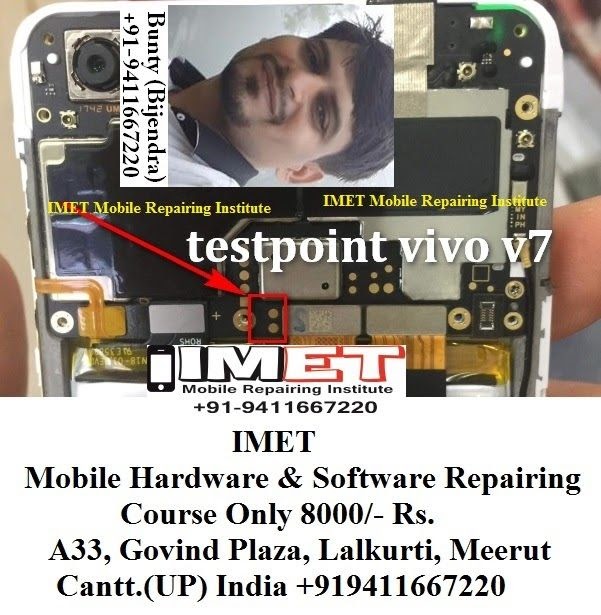 Bunty (Bijendra)
+91-9411667220
IMET Mobile Repairing Institute
IMET Mobile Repairing Institute
testpoint vivo v7
ROHS
IMET
Mobile Repairing Institute
+91-9411667220
IMET
Mobile Hardware & Software Repairing
Course Only 8000/- Rs.
A33, Govind Plaza, Lalkurti, Meerut
Cantt.(UP) India +919411667220